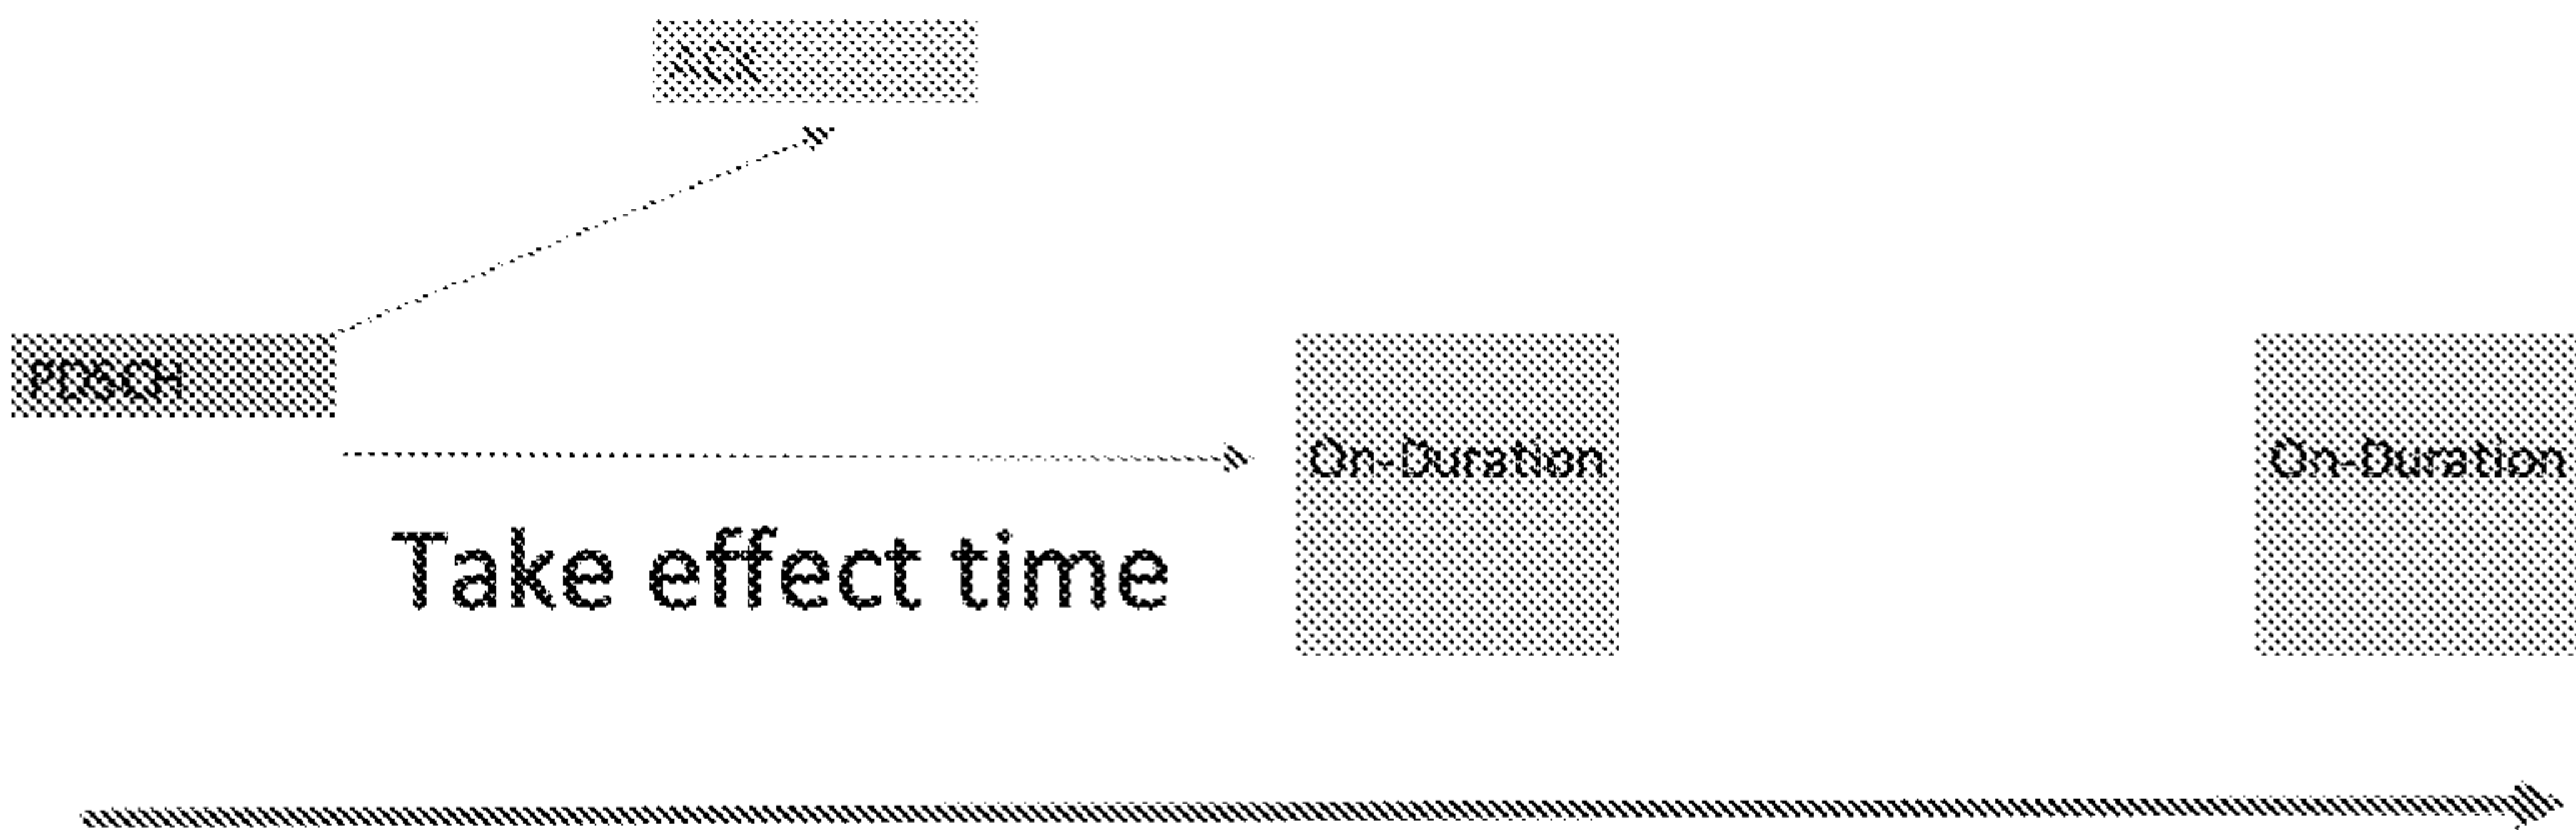 ACK
PDSCH
On-Duration
On-Duration
Take effect time